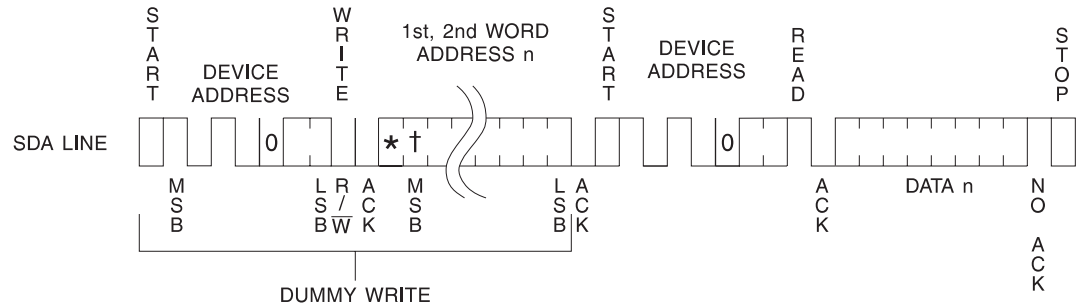 START
WRITE
1st, 2nd WORD
ADDRESS n
START
READ
STOP
DEVICE
ADDRESS
DEVICE
ADDRESS
SDA LINE
0
* †
0
MSB
LSB
R/W̅
ACK
MSB
LSB
ACK
ACK
DATA n
NO ACK
DUMMY WRITE